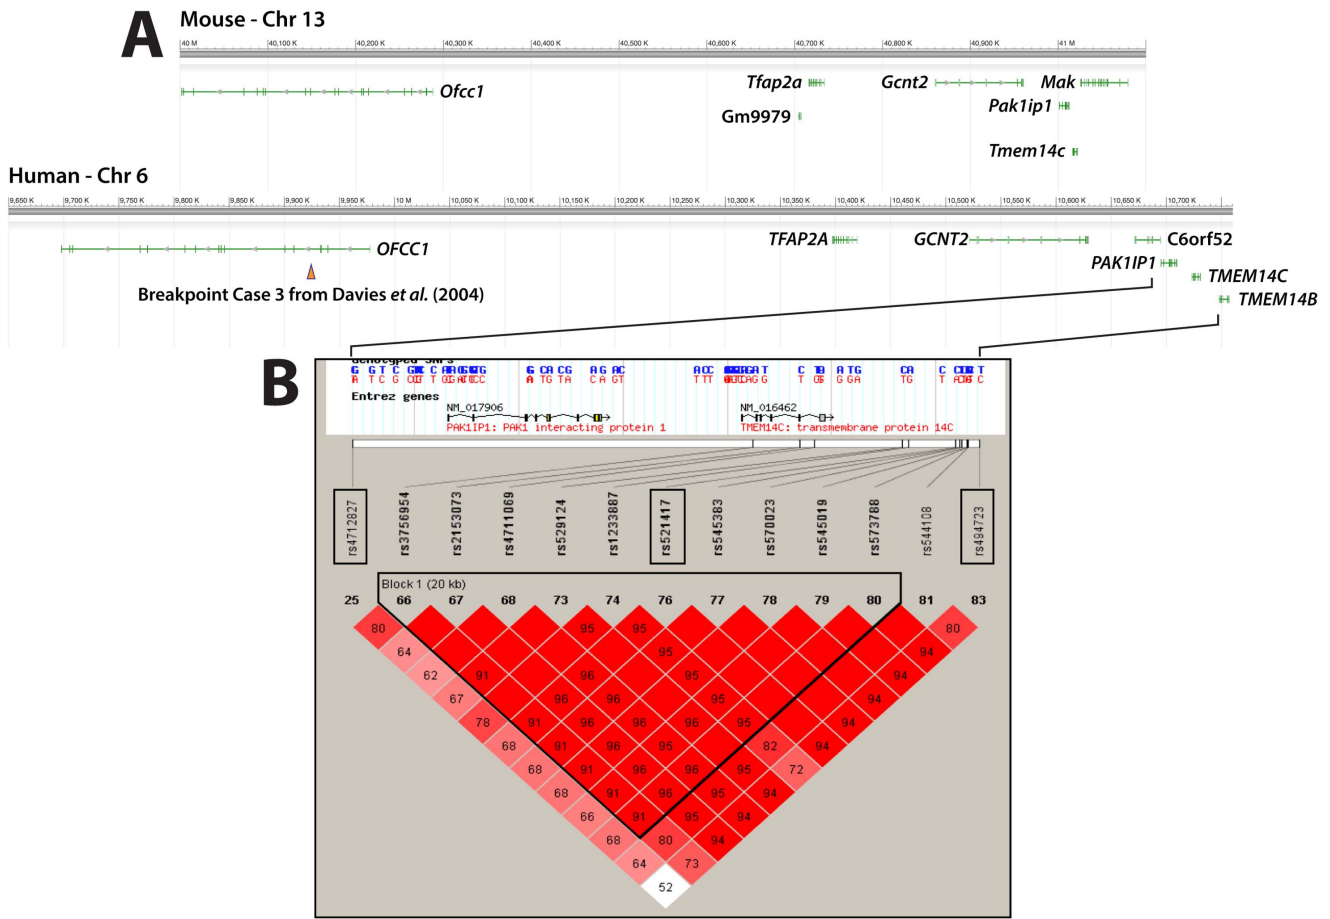 A
Mouse - Chr 13
40 M 40,100 K 40,200 K 40,300 K 40,400 K 40,500 K 40,600 K 40,700 K 40,800 K 40,900 K 41 M
Ofcc1 Tfap2a Gcnt2 Mak
Gm9979 Pak1ip1
Tmem14c
Human - Chr 6
9,650 K 9,700 K 9,750 K 9,800 K 9,850 K 9,900 K 9,950 K 10 M 10,050 K 10,100 K 10,150 K 10,200 K 10,250 K 10,300 K 10,350 K 10,400 K 10,450 K 10,500 K 10,550 K 10,600 K 10,650 K 10,700 K
OFCC1 TFAP2A GCNT2 C6orf52
PAK1IP1
TMEM14C
Breakpoint Case 3 from Davies et al. (2004) TMEM14B
B
Genotyped SNPs
Entrez genes
NM_017906 NM_016462
PAK1IP1: PAK1 interacting protein 1 TMEM14C: transmembrane protein 14C
rs4712827 rs3756954 rs2153073 rs4711069 rs529124 rs1233887 rs521417 rs545383 rs570023 rs545019 rs573788 rs544108 rs494723
Block 1 (20 kb)
25 66 67 68 73 74 76 77 78 79 80 81 83
80 95 95 80
64 95 94
62 91 96 95 94
67 96 96 95 94
78 91 96 96 96 95 94
68 91 96 95 82 94
68 91 96 96 95 72
68 91 96 95 94
66 91 95 94
68 80 94
64 73
52